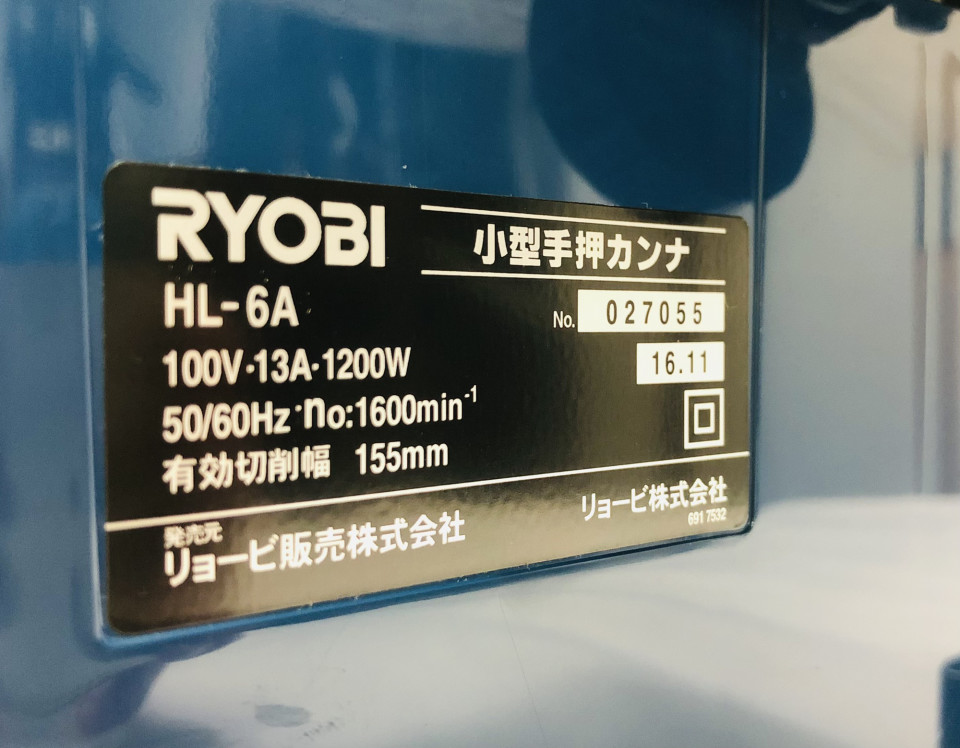 RYOBI
小型手押カンナ
HL-6A
No. 027055
100V·13A·1200W
16.11
50/60Hz·no:1600min⁻¹
有効切削幅 155mm
発売元
リョービ販売株式会社
リョービ株式会社
691 7532